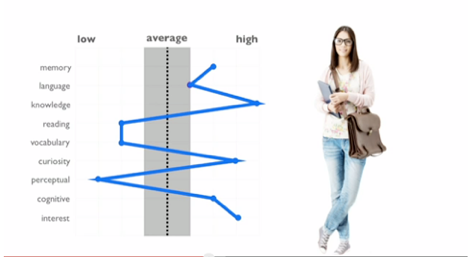 low average high
memory
language
knowledge
reading
vocabulary
curiosity
perceptual
cognitive
interest